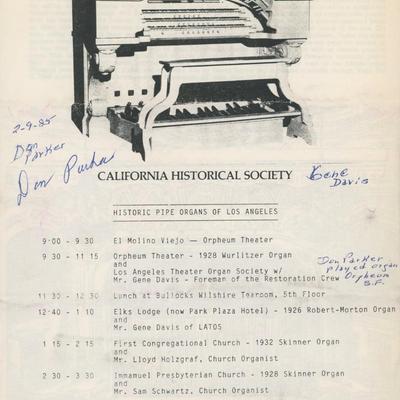 2-9-85
Don
Parker
Don Parker
CALIFORNIA HISTORICAL SOCIETY
Gene
Davis
HISTORIC PIPE ORGANS OF LOS ANGELES
9:00 - 9 30 El Molino Viejo — Orpheum Theater
9 30 - 11 15 Orpheum Theater - 1928 Wurlitzer Organ
and
Los Angeles Theater Organ Society w/
Mr. Gene Davis - Foreman of the Restoration Crew
Don Parker
played organ
Orpheum
S.F.
11 30 - 12 30 Lunch at Bullocks Wilshire Tearoom, 5th Floor
12:40 - 1 10 Elks Lodge (now Park Plaza Hotel) - 1926 Robert-Morton Organ
and
Mr. Gene Davis of LATOS
1 15 - 2 15 First Congregational Church - 1932 Skinner Organ
and
Mr. Lloyd Holzgraf, Church Organist
2 30 - 3 30 Immanuel Presbyterian Church - 1928 Skinner Organ
and
Mr. Sam Schwartz, Church Organist